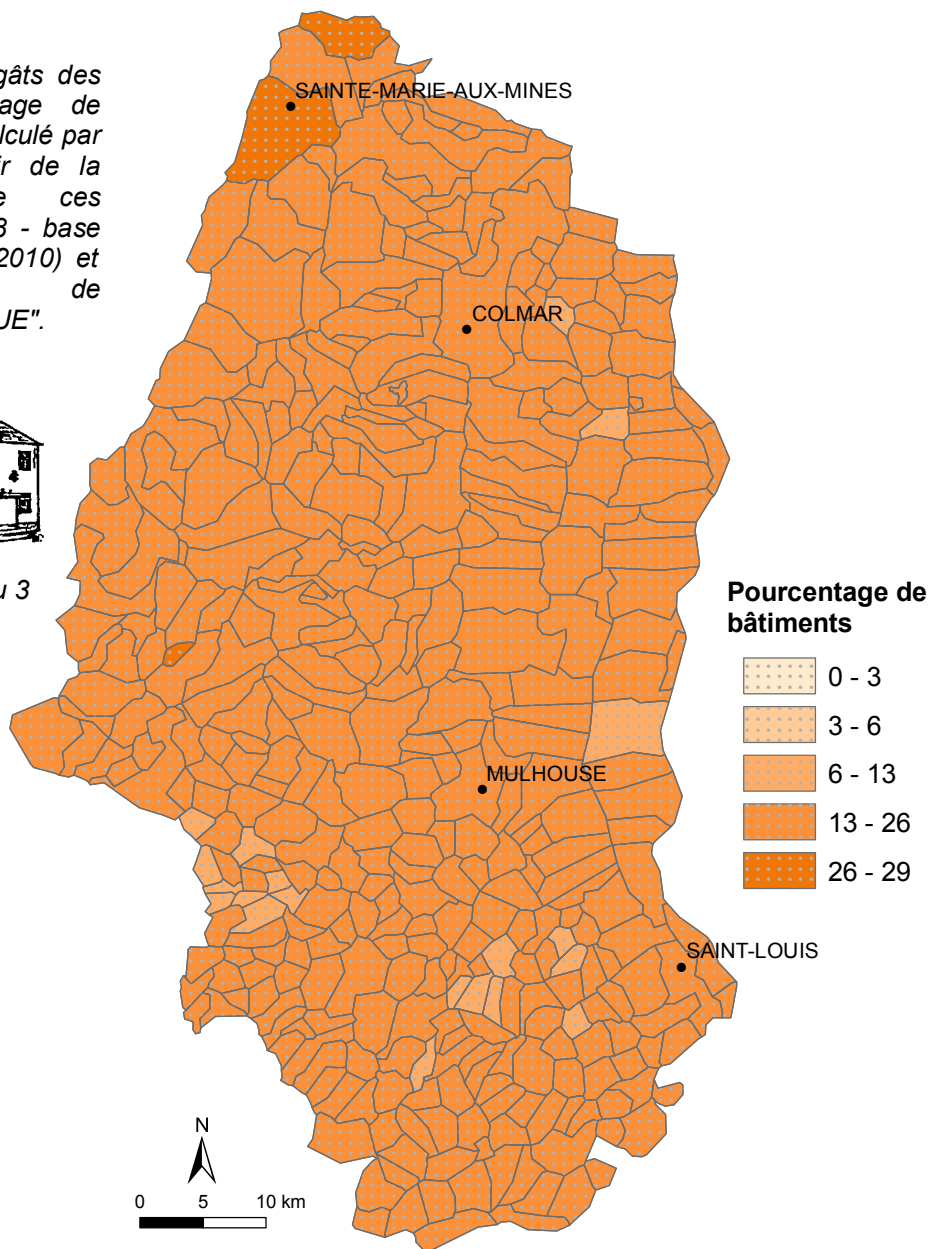 gâts des
age de
lculé par
ir de la
e ces
3 - base
2010) et
de
UE".
u 3
SAINTE-MARIE-AUX-MINES
COLMAR
MULHOUSE
SAINT-LOUIS
Pourcentage de
bâtiments
0 - 3
3 - 6
6 - 13
13 - 26
26 - 29
N
0 5 10 km